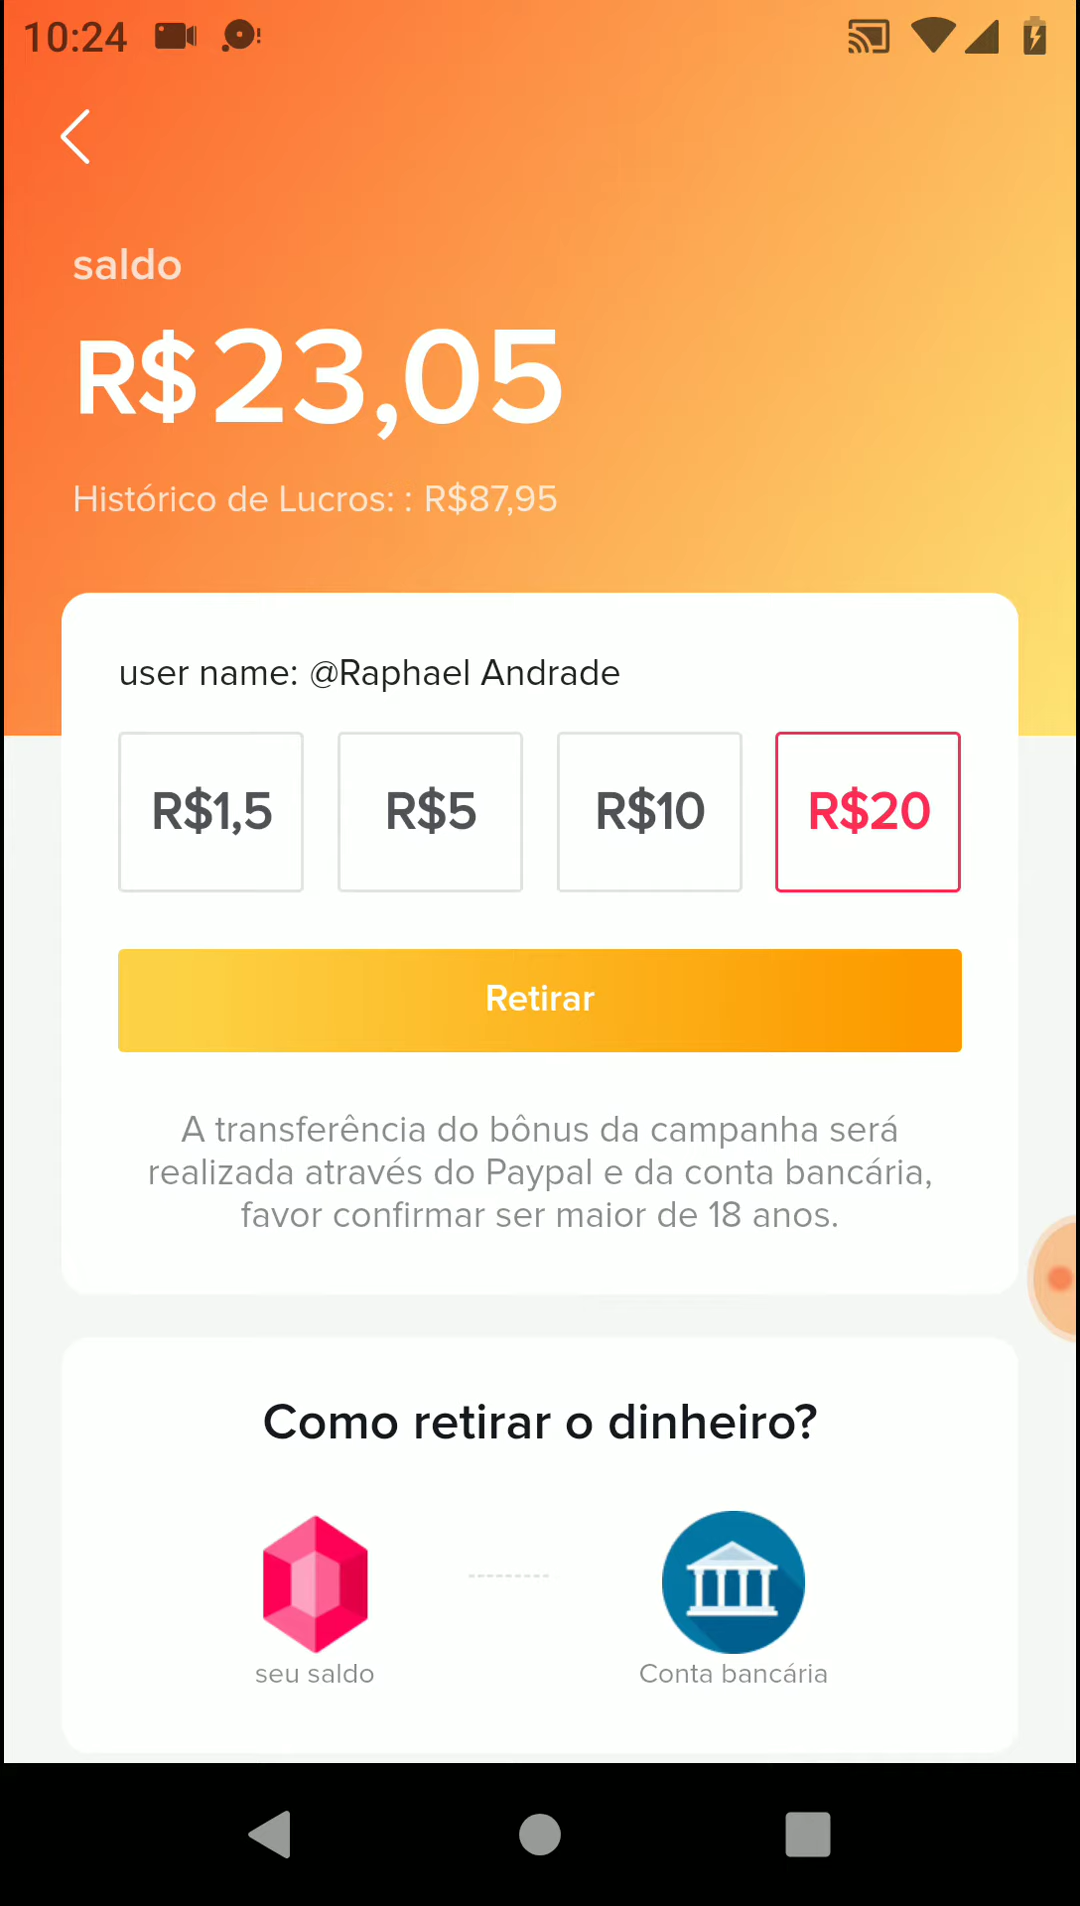 10:24
saldo
R$23,05
Histórico de Lucros: : R$87,95
user name: @Raphael Andrade
R$1,5 R$5 R$10 R$20
Retirar
A transferência do bônus da campanha será
realizada através do Paypal e da conta bancária,
favor confirmar ser maior de 18 anos.
Como retirar o dinheiro?
seu saldo Conta bancária